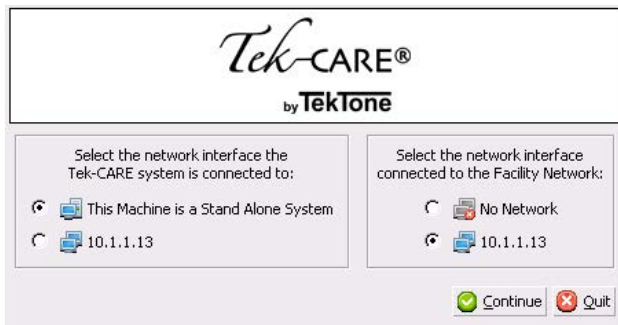 Tek-CARE®
by TekTone
Select the network interface the
Tek-CARE system is connected to:
This Machine is a Stand Alone System
10.1.1.13
Select the network interface
connected to the Facility Network:
No Network
10.1.1.13
Continue
Quit